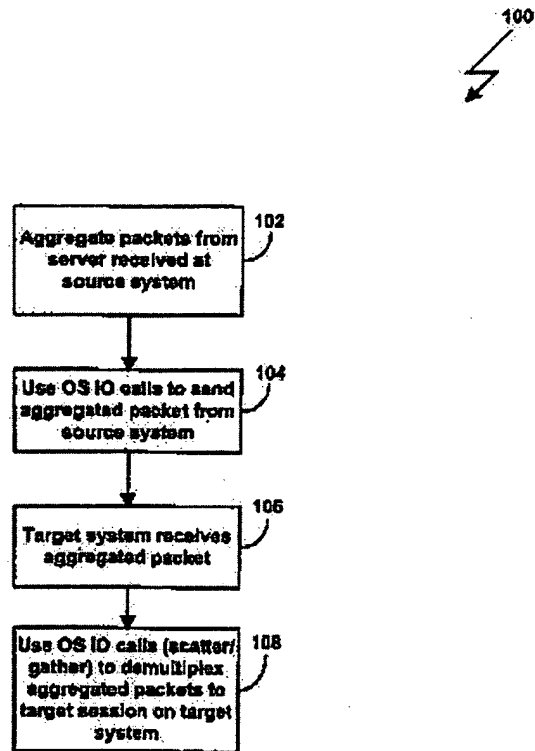 100
Aggregate packets from
server received at
source system
102
Use OS IO calls to send
aggregated packet from
source system
104
Target system receives
aggregated packet
106
Use OS IO calls (scatter/
gather) to demultiplex
aggregated packets to
target session on target
system
108